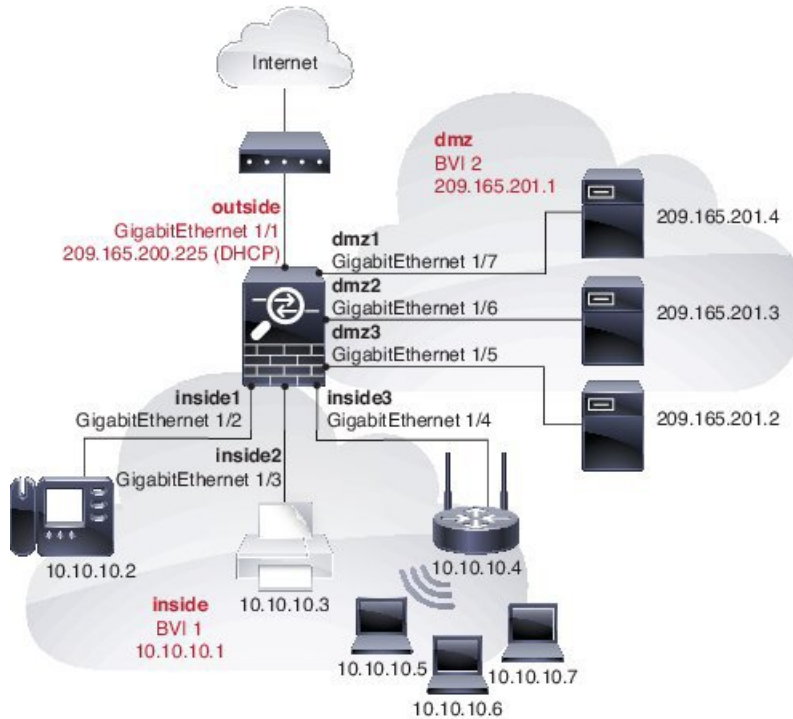 Internet
outside
GigabitEthernet 1/1
209.165.200.225 (DHCP)
dmz
BVI 2
209.165.201.1
dmz1
GigabitEthernet 1/7
209.165.201.4
dmz2
GigabitEthernet 1/6
209.165.201.3
dmz3
GigabitEthernet 1/5
209.165.201.2
inside1
GigabitEthernet 1/2
inside2
GigabitEthernet 1/3
inside3
GigabitEthernet 1/4
10.10.10.2
10.10.10.3
10.10.10.4
inside
BVI 1
10.10.10.1
10.10.10.5
10.10.10.6
10.10.10.7